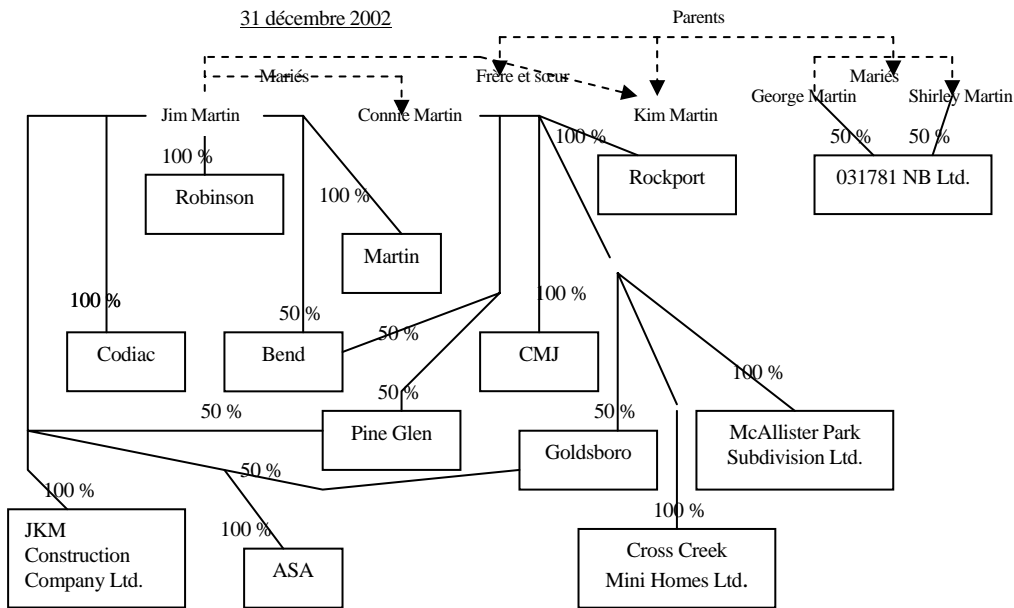 31 décembre 2002
Parents
Mariés
Frère et sœur
Mariés
Jim Martin
Connie Martin
Kim Martin
George Martin
Shirley Martin
100 %
100 %
50 %
50 %
Robinson
Rockport
031781 NB Ltd.
100 %
Martin
100 %
50 %
50 %
100 %
Codiac
Bend
CMJ
100 %
50 %
50 %
50 %
Pine Glen
Goldsboro
McAllister Park
Subdivision Ltd.
50 %
100 %
100 %
100 %
JKM
Construction
Company Ltd.
ASA
Cross Creek
Mini Homes Ltd.